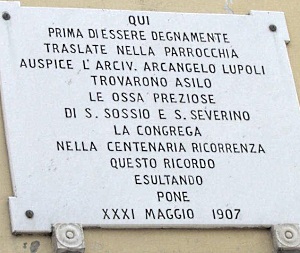 QUI
PRIMA DI ESSERE DEGNAMENTE
TRASLATE NELLA PARROCCHIA
AUSPICE L'ARCIV. ARCANGELO LUPOLI
TROVARONO ASILO
LE OSSA PREZIOSE
DI S. SOSSIO E S. SEVERINO
LA CONGREGA
NELLA CENTENARIA RICORRENZA
QUESTO RICORDO
ESULTANDO
PONE
XXXI MAGGIO 1907